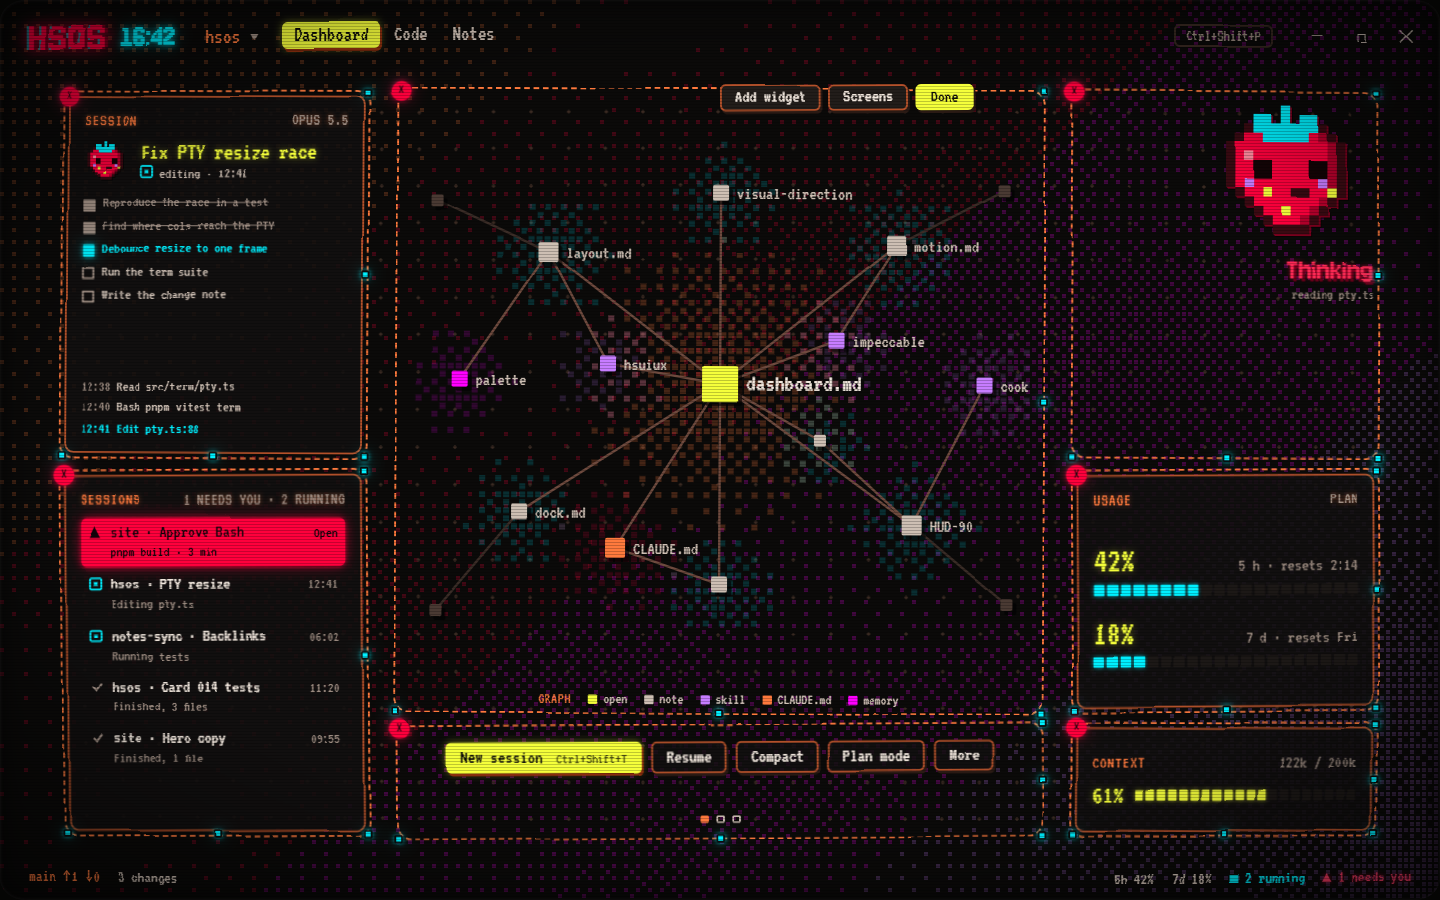 HSOS 16:42 hsos Dashboard Code Notes Ctrl+Shift+P
Add widget Screens Done
SESSION OPUS 5.5
Fix PTY resize race
editing · 12:41
Reproduce the race in a test
find where cols reach the PTY
Debounce resize to one frame
Run the term suite
Write the change note
12:38 Read src/term/pty.ts
12:40 Bash pnpm vitest term
12:41 Edit pty.ts:88
SESSIONS 1 NEEDS YOU · 2 RUNNING
site · Approve Bash Open
pnpm build · 3 min
hsos · PTY resize 12:41
Editing pty.ts
notes-sync · Backlinks 06:02
Running tests
hsos · Card 014 tests 11:20
Finished, 3 files
site · Hero copy 09:55
Finished, 1 file
visual-direction
layout.md
motion.md
impeccable
hsuiux
palette
dashboard.md
cook
dock.md
HUD-90
CLAUDE.md
GRAPH open note skill CLAUDE.md memory
New session Ctrl+Shift+T Resume Compact Plan mode More
Thinking
reading pty.ts
USAGE PLAN
42% 5 h · resets 2:14
18% 7 d · resets Fri
CONTEXT 122k / 200k
61%
main ↑1 ↓0 3 changes
5h 42% 7d 18% 2 running 1 needs you